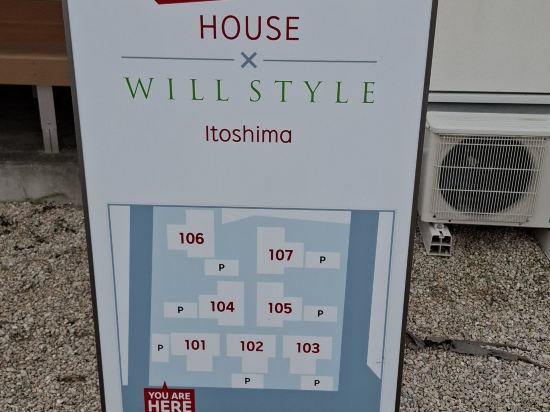 HOUSE
×
WILL STYLE
Itoshima
106
107
P
P
104
105
P
P
P
101
102
103
P
P
YOU ARE
HERE